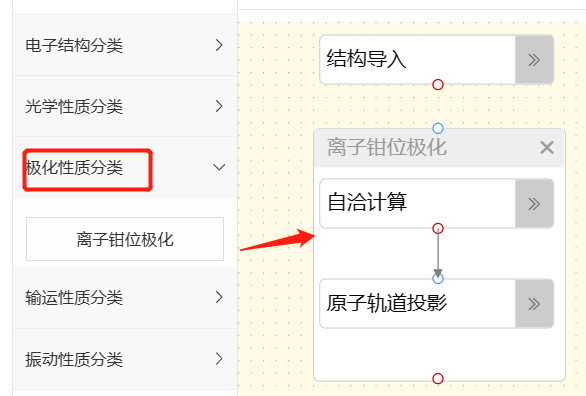 电子结构分类
光学性质分类
极化性质分类
离子钳位极化
输运性质分类
振动性质分类
结构导入
离子钳位极化
自洽计算
原子轨道投影